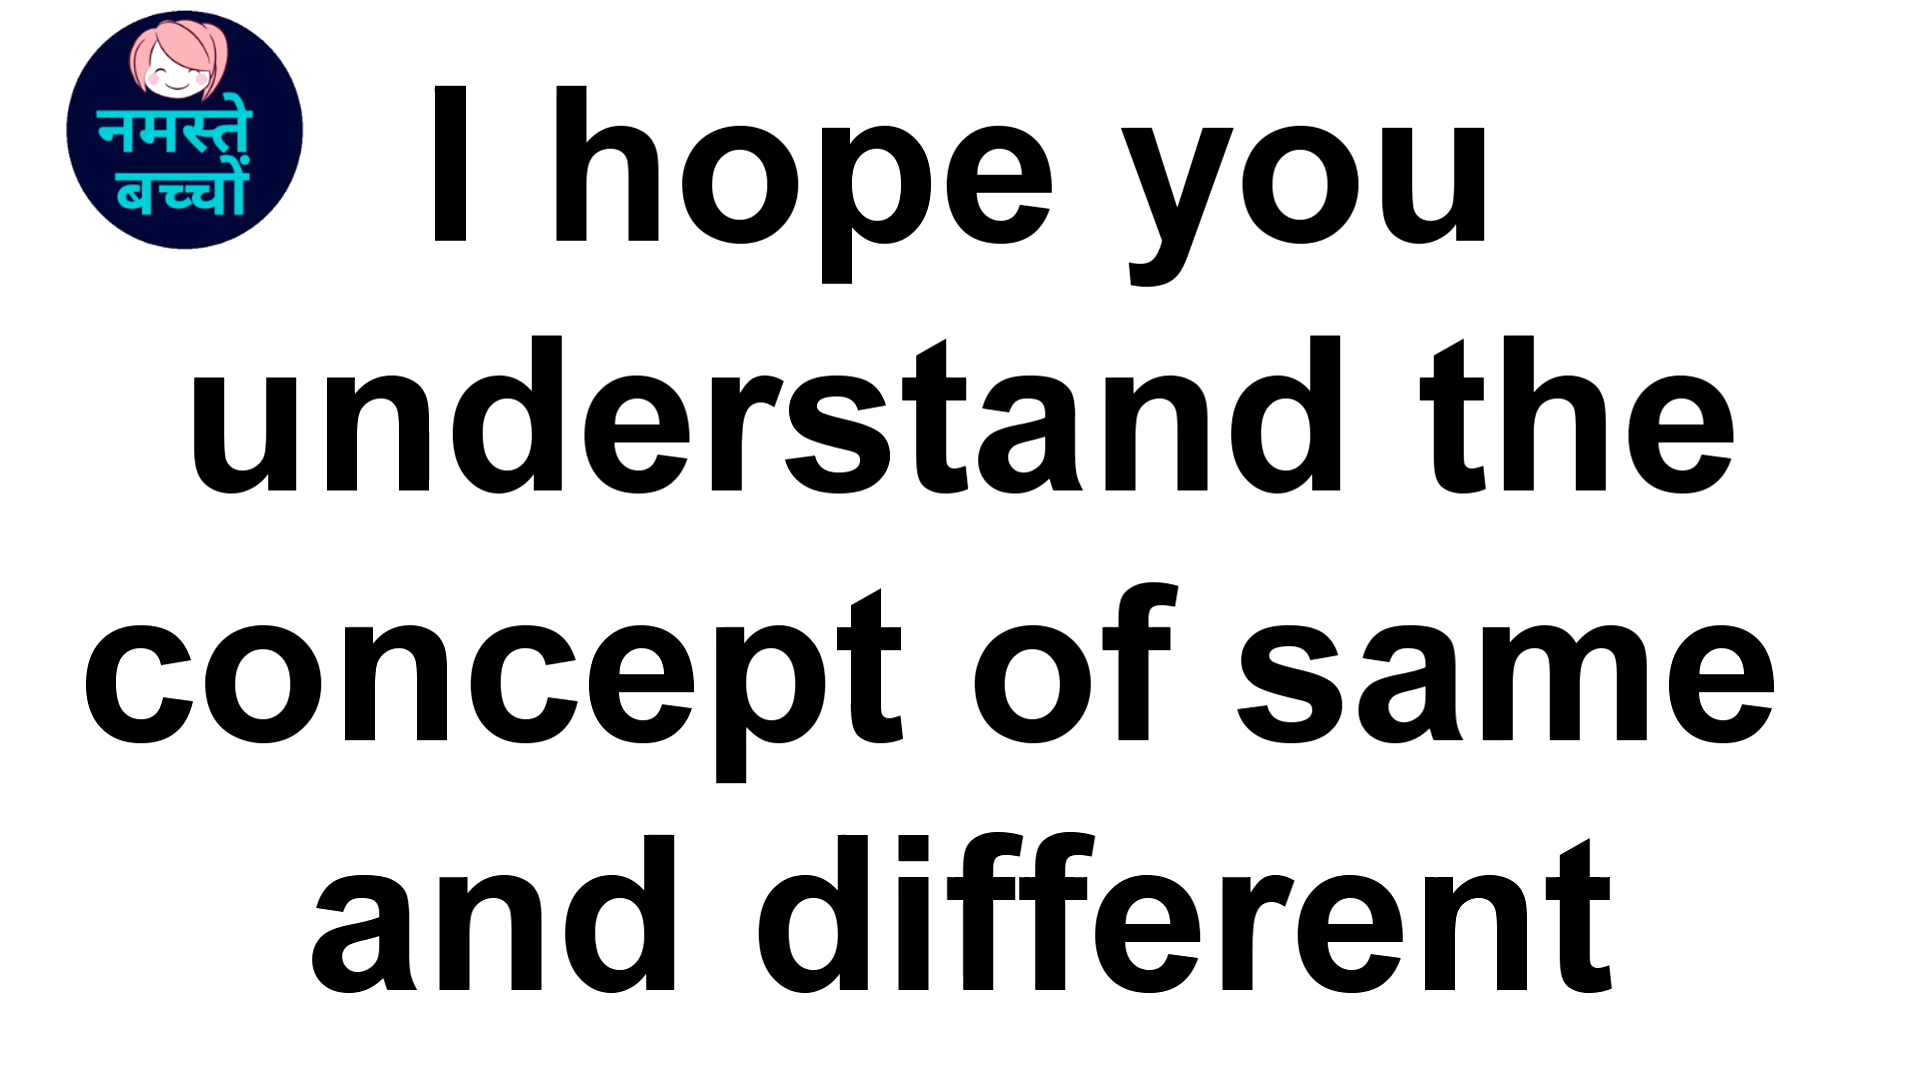 नमस्ते
बच्चों
I hope you
understand the
concept of same
and different